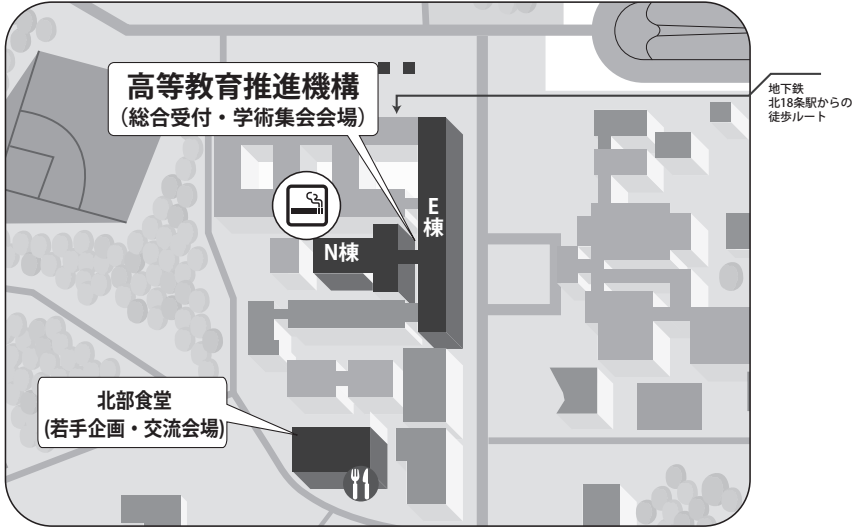 高等教育推進機構
（総合受付・学術集会会場）
地下鉄
北18条駅からの
徒歩ルート
E
棟
N棟
北部食堂
(若手企画・交流会場)